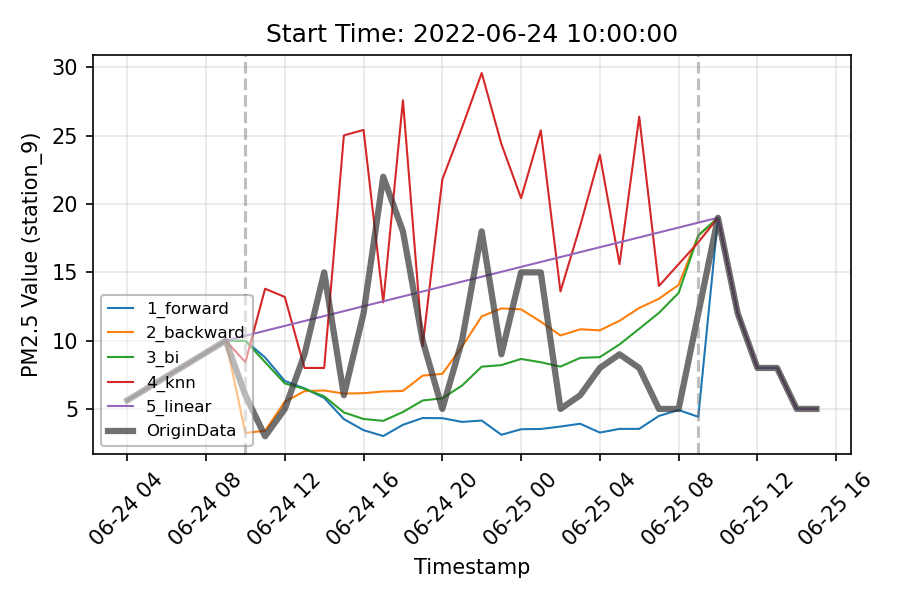 Start Time: 2022-06-24 10:00:00
PM2.5 Value (station_9)
30
25
20
15
10
5
1_forward
2_backward
3_bi
4_knn
5_linear
OriginData
06-24 04
06-24 08
06-24 12
06-24 16
06-24 20
06-25 00
06-25 04
06-25 08
06-25 12
06-25 16
Timestamp